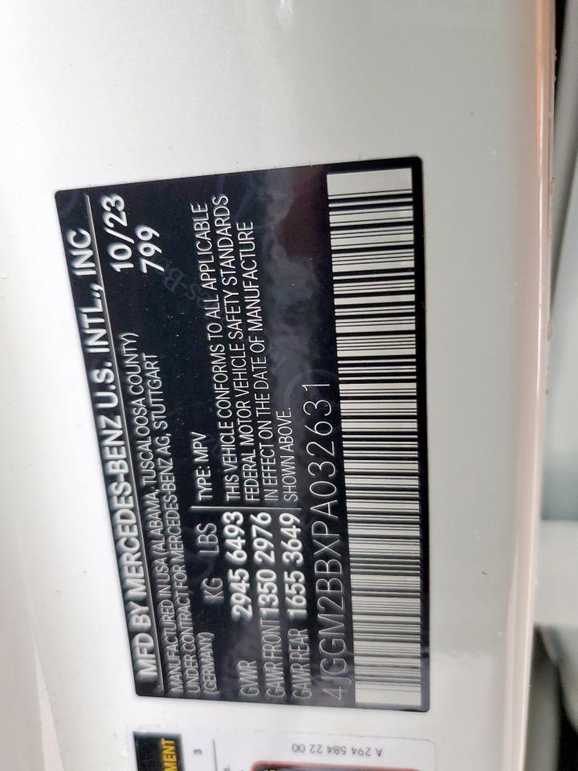 MFD BY MERCEDES-BENZ U.S. INTL., INC
MANUFACTURED IN USA (ALABAMA, TUSCALOOSA COUNTY)
UNDER CONTRACT FOR MERCEDES-BENZ AG, STUTTGART
(GERMANY)
10/23
799
KG LBS
GVWR 2945 6493
GAWR FRONT 1350 2976
GAWR REAR 1655 3649
TYPE: MPV
THIS VEHICLE CONFORMS TO ALL APPLICABLE
FEDERAL MOTOR VEHICLE SAFETY STANDARDS
IN EFFECT ON THE DATE OF MANUFACTURE
SHOWN ABOVE.
4JGGM2BBXPA032631
A 294 584 22 00